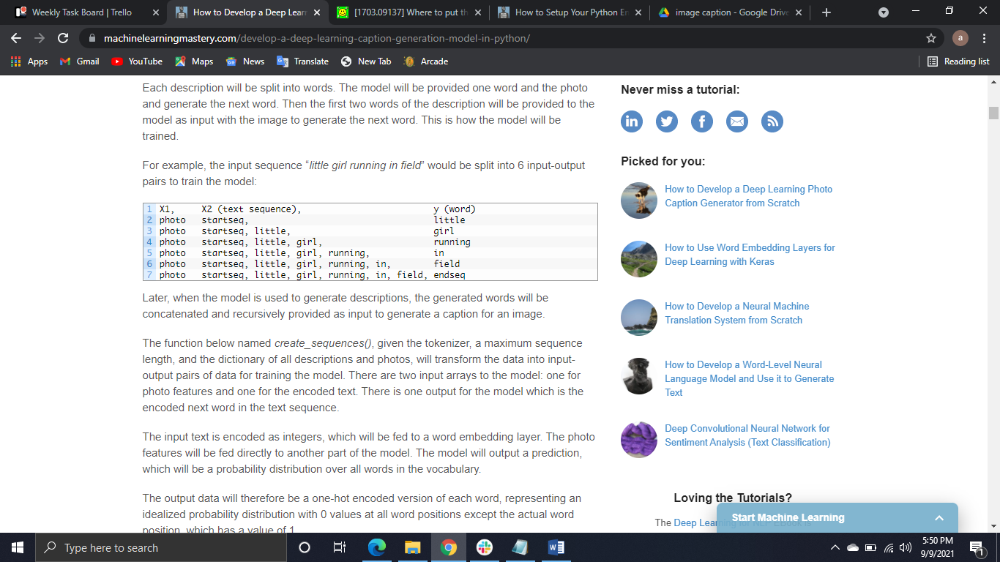 Weekly Task Board | Trello
How to Develop a Deep Lear
[1703.09137] Where to put th
How to Setup Your Python En
image caption - Google Drive
machinelearningmastery.com/develop-a-deep-learning-caption-generation-model-in-python/
a
Apps Gmail YouTube Maps News Translate New Tab Arcade Reading list
Each description will be split into words. The model will be provided one word and the photo
and generate the next word. Then the first two words of the description will be provided to the
model as input with the image to generate the next word. This is how the model will be
trained.
For example, the input sequence “little girl running in field” would be split into 6 input-output
pairs to train the model:
1 X1, X2 (text sequence), y (word)
2 photo startseq, little
3 photo startseq, little, girl
4 photo startseq, little, girl, running
5 photo startseq, little, girl, running, in
6 photo startseq, little, girl, running, in, field
7 photo startseq, little, girl, running, in, field, endseq
Later, when the model is used to generate descriptions, the generated words will be
concatenated and recursively provided as input to generate a caption for an image.
The function below named create_sequences(), given the tokenizer, a maximum sequence
length, and the dictionary of all descriptions and photos, will transform the data into input-
output pairs of data for training the model. There are two input arrays to the model: one for
photo features and one for the encoded text. There is one output for the model which is the
encoded next word in the text sequence.
The input text is encoded as integers, which will be fed to a word embedding layer. The photo
features will be fed directly to another part of the model. The model will output a prediction,
which will be a probability distribution over all words in the vocabulary.
The output data will therefore be a one-hot encoded version of each word, representing an
idealized probability distribution with 0 values at all word positions except the actual word
position, which has a value of 1.
Never miss a tutorial:
in
f
Picked for you:
How to Develop a Deep Learning Photo
Caption Generator from Scratch
How to Use Word Embedding Layers for
Deep Learning with Keras
How to Develop a Neural Machine
Translation System from Scratch
How to Develop a Word-Level Neural
Language Model and Use it to Generate
Text
Deep Convolutional Neural Network for
Sentiment Analysis (Text Classification)
Loving the Tutorials?
The Deep Learning for NLP EBook is
Start Machine Learning
Type here to search
5:50 PM
9/9/2021
1